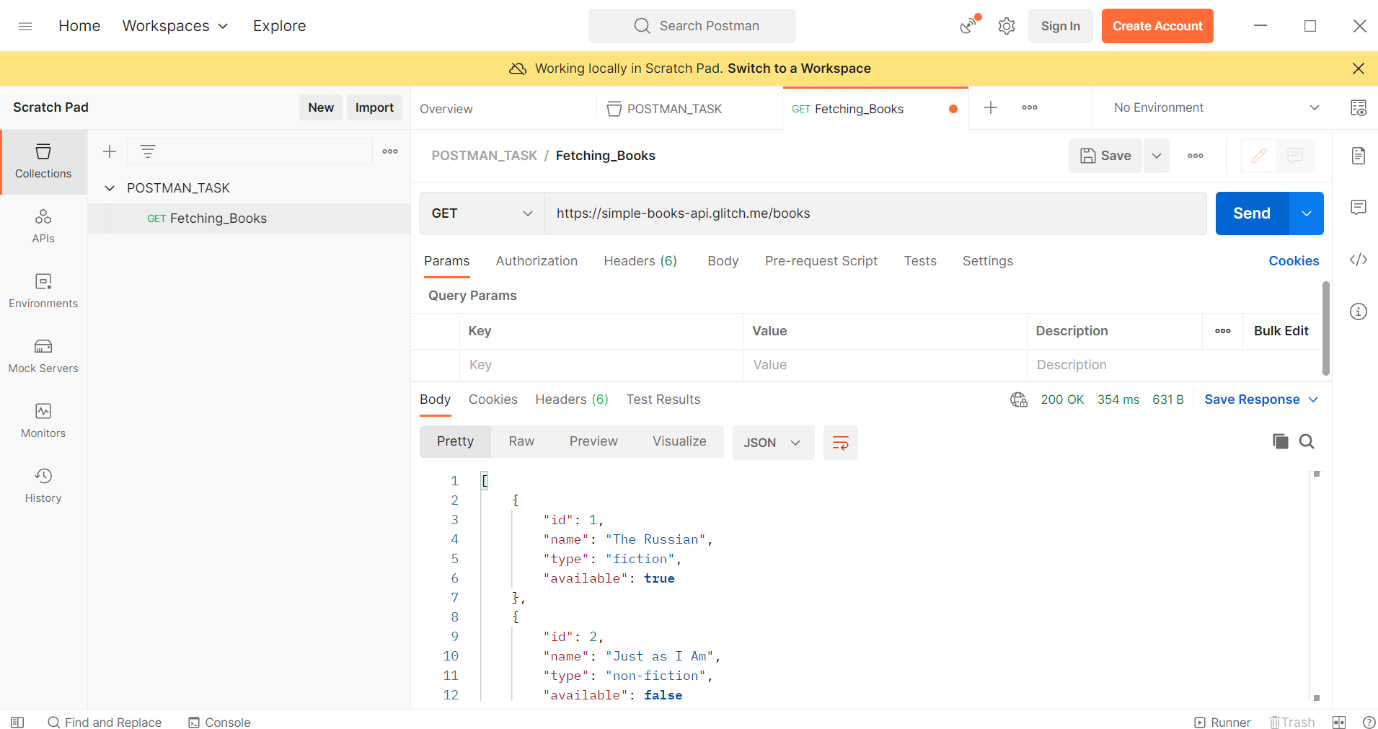 Home Workspaces Explore Search Postman Sign In Create Account
Working locally in Scratch Pad. Switch to a Workspace
Scratch Pad New Import Overview POSTMAN_TASK GET Fetching_Books No Environment
Collections
APIs
Environments
Mock Servers
Monitors
History
POSTMAN_TASK
GET Fetching_Books
POSTMAN_TASK / Fetching_Books Save
GET https://simple-books-api.glitch.me/books Send
Params Authorization Headers (6) Body Pre-request Script Tests Settings Cookies
Query Params
Key Value Description Bulk Edit
Key Value Description
Body Cookies Headers (6) Test Results 200 OK 354 ms 631 B Save Response
Pretty Raw Preview Visualize JSON
1 [
2 {
3 "id": 1,
4 "name": "The Russian",
5 "type": "fiction",
6 "available": true
7 },
8 {
9 "id": 2,
10 "name": "Just as I Am",
11 "type": "non-fiction",
12 "available": false
Find and Replace Console Runner Trash